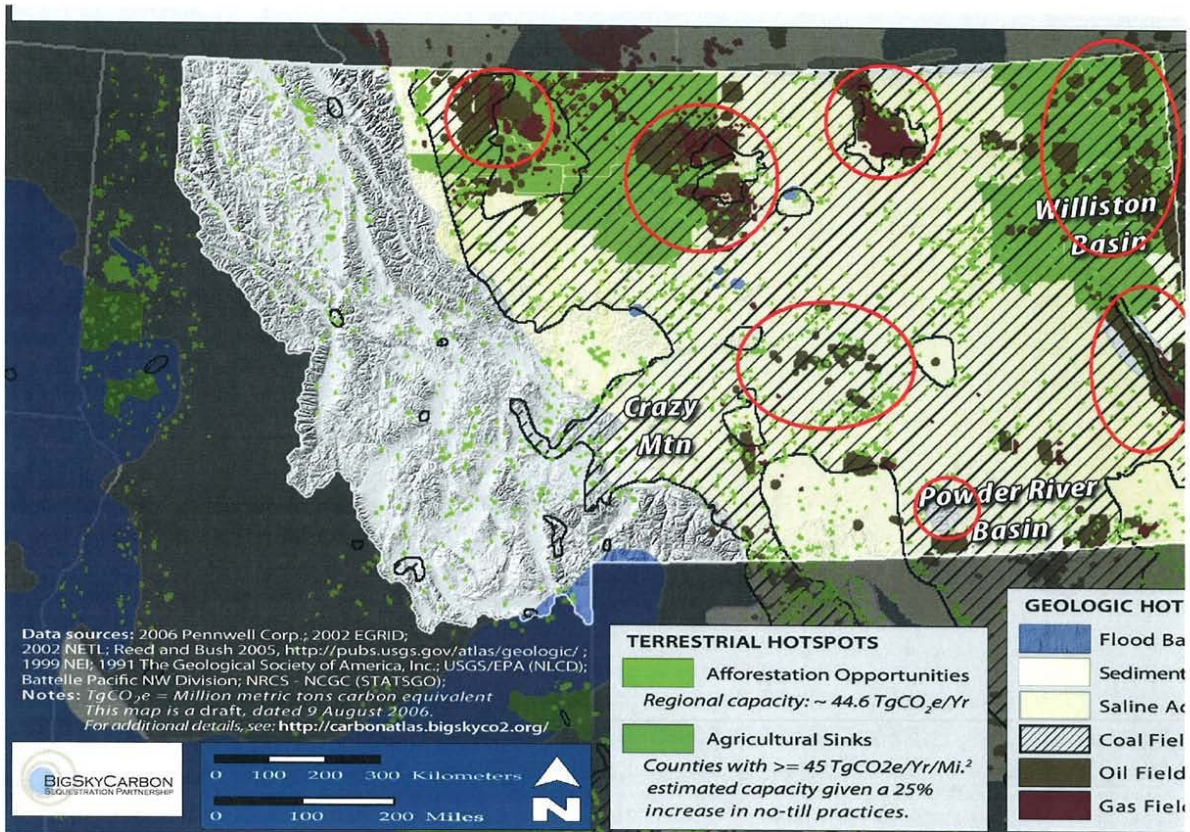 Williston
Basin
Crazy
Mtn
Powder River
Basin
Data sources: 2006 Pennwell Corp.; 2002 EGRID;
2002 NETL; Reed and Bush 2005, http://pubs.usgs.gov/atlas/geologic/ ;
1999 NEI; 1991 The Geological Society of America, Inc.; USGS/EPA (NLCD);
Battelle Pacific NW Division; NRCS - NCGC (STATSGO);
Notes: TgCO₂e = Million metric tons carbon equivalent
This map is a draft, dated 9 August 2006.
For additional details, see: http://carbonatlas.bigskyco2.org/
BIGSKYCARBON
SEQUESTRATION PARTNERSHIP
0 100 200 300 Kilometers
0 100 200 Miles
N
TERRESTRIAL HOTSPOTS
Afforestation Opportunities
Regional capacity: ~ 44.6 TgCO₂e/Yr
Agricultural Sinks
Counties with >= 45 TgCO2e/Yr/Mi.²
estimated capacity given a 25%
increase in no-till practices.
GEOLOGIC HOT
Flood Ba
Sediment
Saline Ac
Coal Fiel
Oil Field
Gas Field